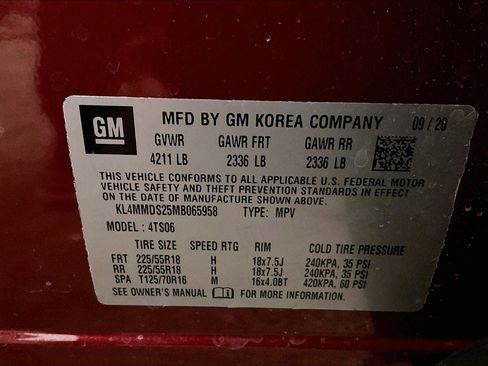 GM MFD BY GM KOREA COMPANY 09/20
GVWR GAWR FRT GAWR RR
4211 LB 2336 LB 2336 LB
THIS VEHICLE CONFORMS TO ALL APPLICABLE U.S. FEDERAL MOTOR
VEHICLE SAFETY AND THEFT PREVENTION STANDARDS IN EFFECT
ON THE DATE OF MANUFACTURE SHOWN ABOVE.
KL4MMDS25MB065958 TYPE: MPV
MODEL: 4TS06
TIRE SIZE SPEED RTG RIM COLD TIRE PRESSURE
FRT 225/55R18 H 18x7.5J 240KPA, 35 PSI
RR 225/55R18 H 18x7.5J 240KPA, 35 PSI
SPA T125/70R16 M 16x4.0BT 420KPA, 60 PSI
SEE OWNER'S MANUAL FOR MORE INFORMATION.